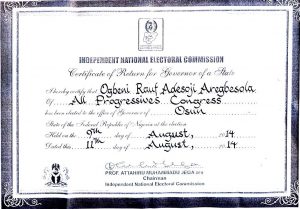 INDEPENDENT NATIONAL ELECTORAL COMMISSION
Certificate of Return for Governor of a State
I hereby certify that Ogbeni Rauf Adesoji Aregbesola
Of All Progressives Congress
has been elected to the office of Governor of Osun
State of the Federal Republic of Nigeria at the election
Held on the 9th day of August, 2014
Dated this 11th day of August, 2014
PROF. ATTAHIRU MUHAMMADU JEGA
Chairman
Independent National Electoral Commission